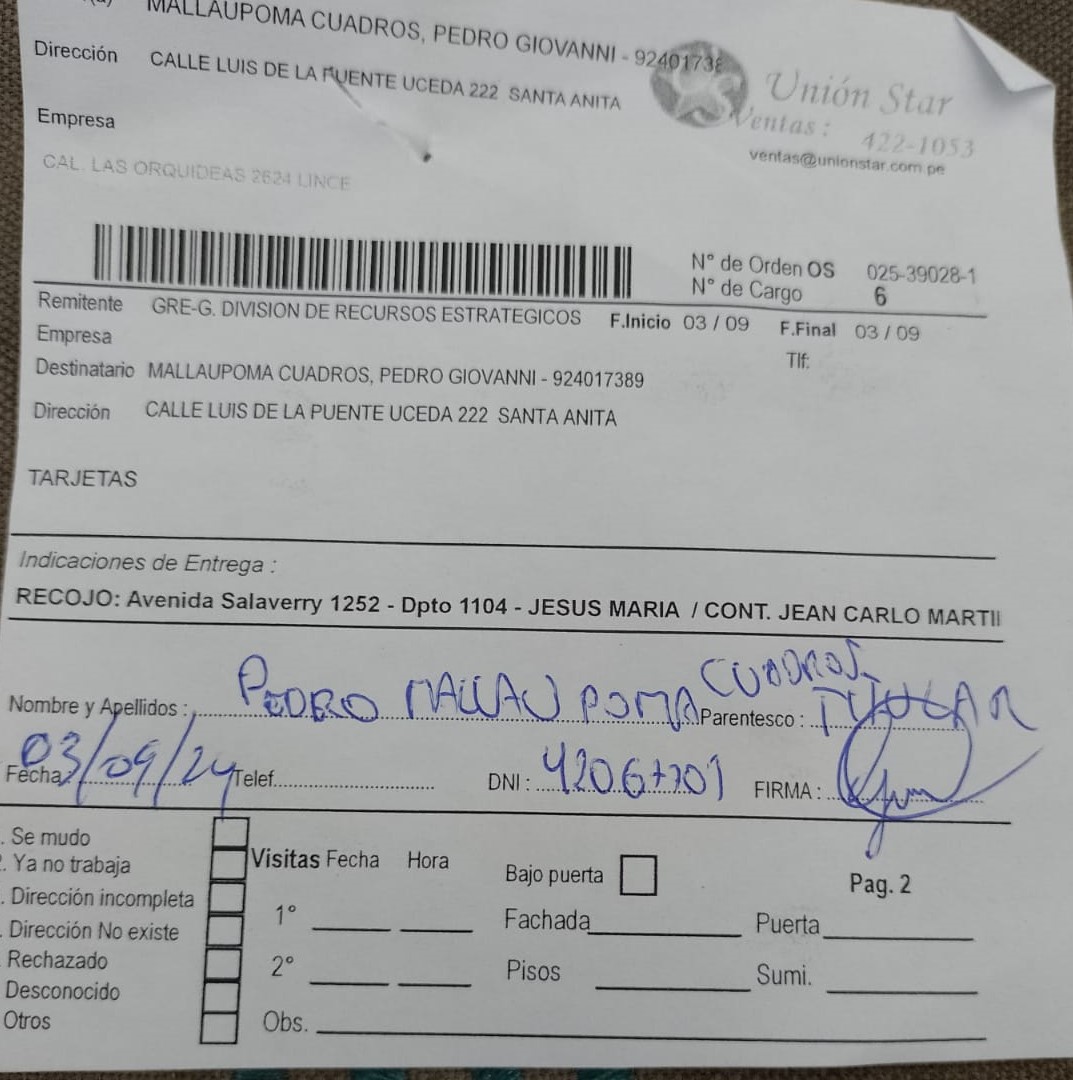 MALLAUPOMA CUADROS, PEDRO GIOVANNI - 92401738
Dirección CALLE LUIS DE LA PUENTE UCEDA 222 SANTA ANITA
Unión Star
Ventas: 422-1053
ventas@unionstar.com.pe
Empresa
CAL. LAS ORQUIDEAS 2624 LINCE
N° de Orden OS 025-39028-1
N° de Cargo 6
Remitente GRE-G. DIVISION DE RECURSOS ESTRATEGICOS F.Inicio 03 / 09 F.Final 03 / 09
Empresa Tlf:
Destinatario MALLAUPOMA CUADROS, PEDRO GIOVANNI - 924017389
Dirección CALLE LUIS DE LA PUENTE UCEDA 222 SANTA ANITA
TARJETAS
Indicaciones de Entrega :
RECOJO: Avenida Salaverry 1252 - Dpto 1104 - JESUS MARIA / CONT. JEAN CARLO MARTII
Nombre y Apellidos : PEDRO MALLAU POMA CUADROS Parentesco : TITULAR
Fecha 03/09/24 Telef. DNI : FIRMA :
. Se mudo
. Ya no trabaja
. Dirección incompleta
. Dirección No existe
Rechazado
Desconocido
Otros
Visitas Fecha Hora
1°
2°
Obs.
Bajo puerta
Fachada
Pisos
Pag. 2
Puerta
Sumi.